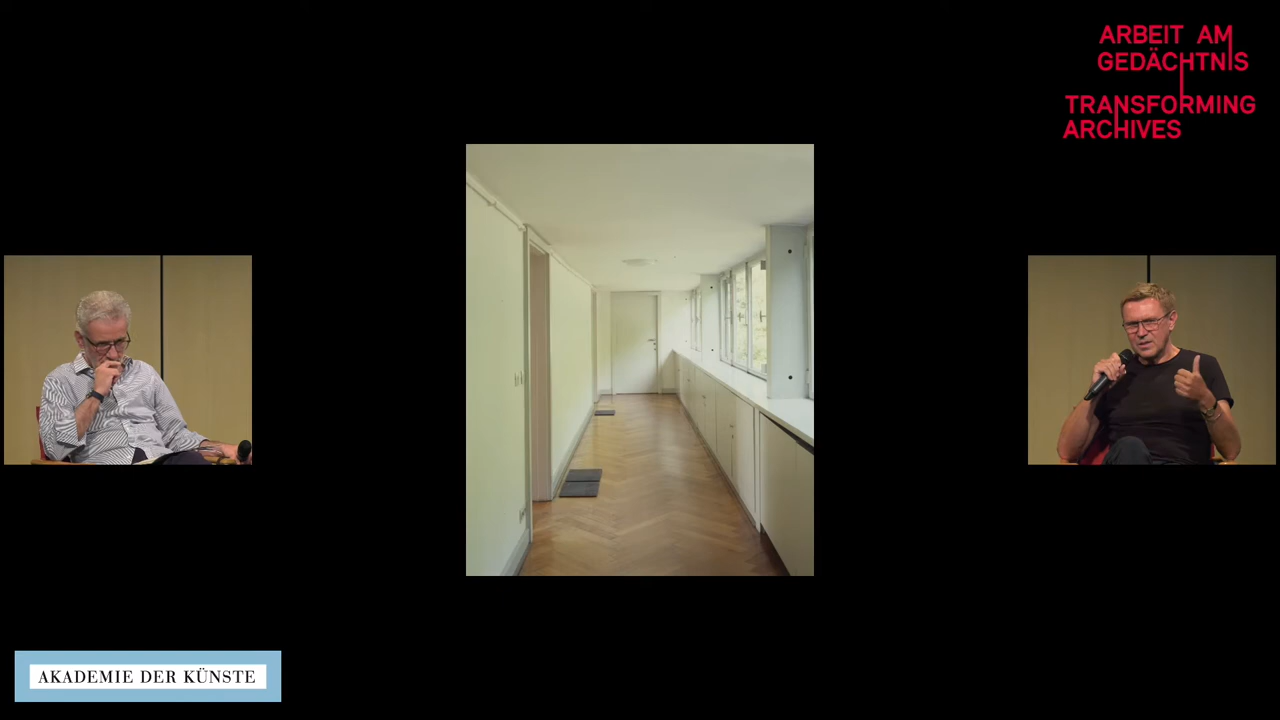 ARBEIT AM
GEDÄCHTNIS
TRANSFORMING
ARCHIVES
AKADEMIE DER KÜNSTE